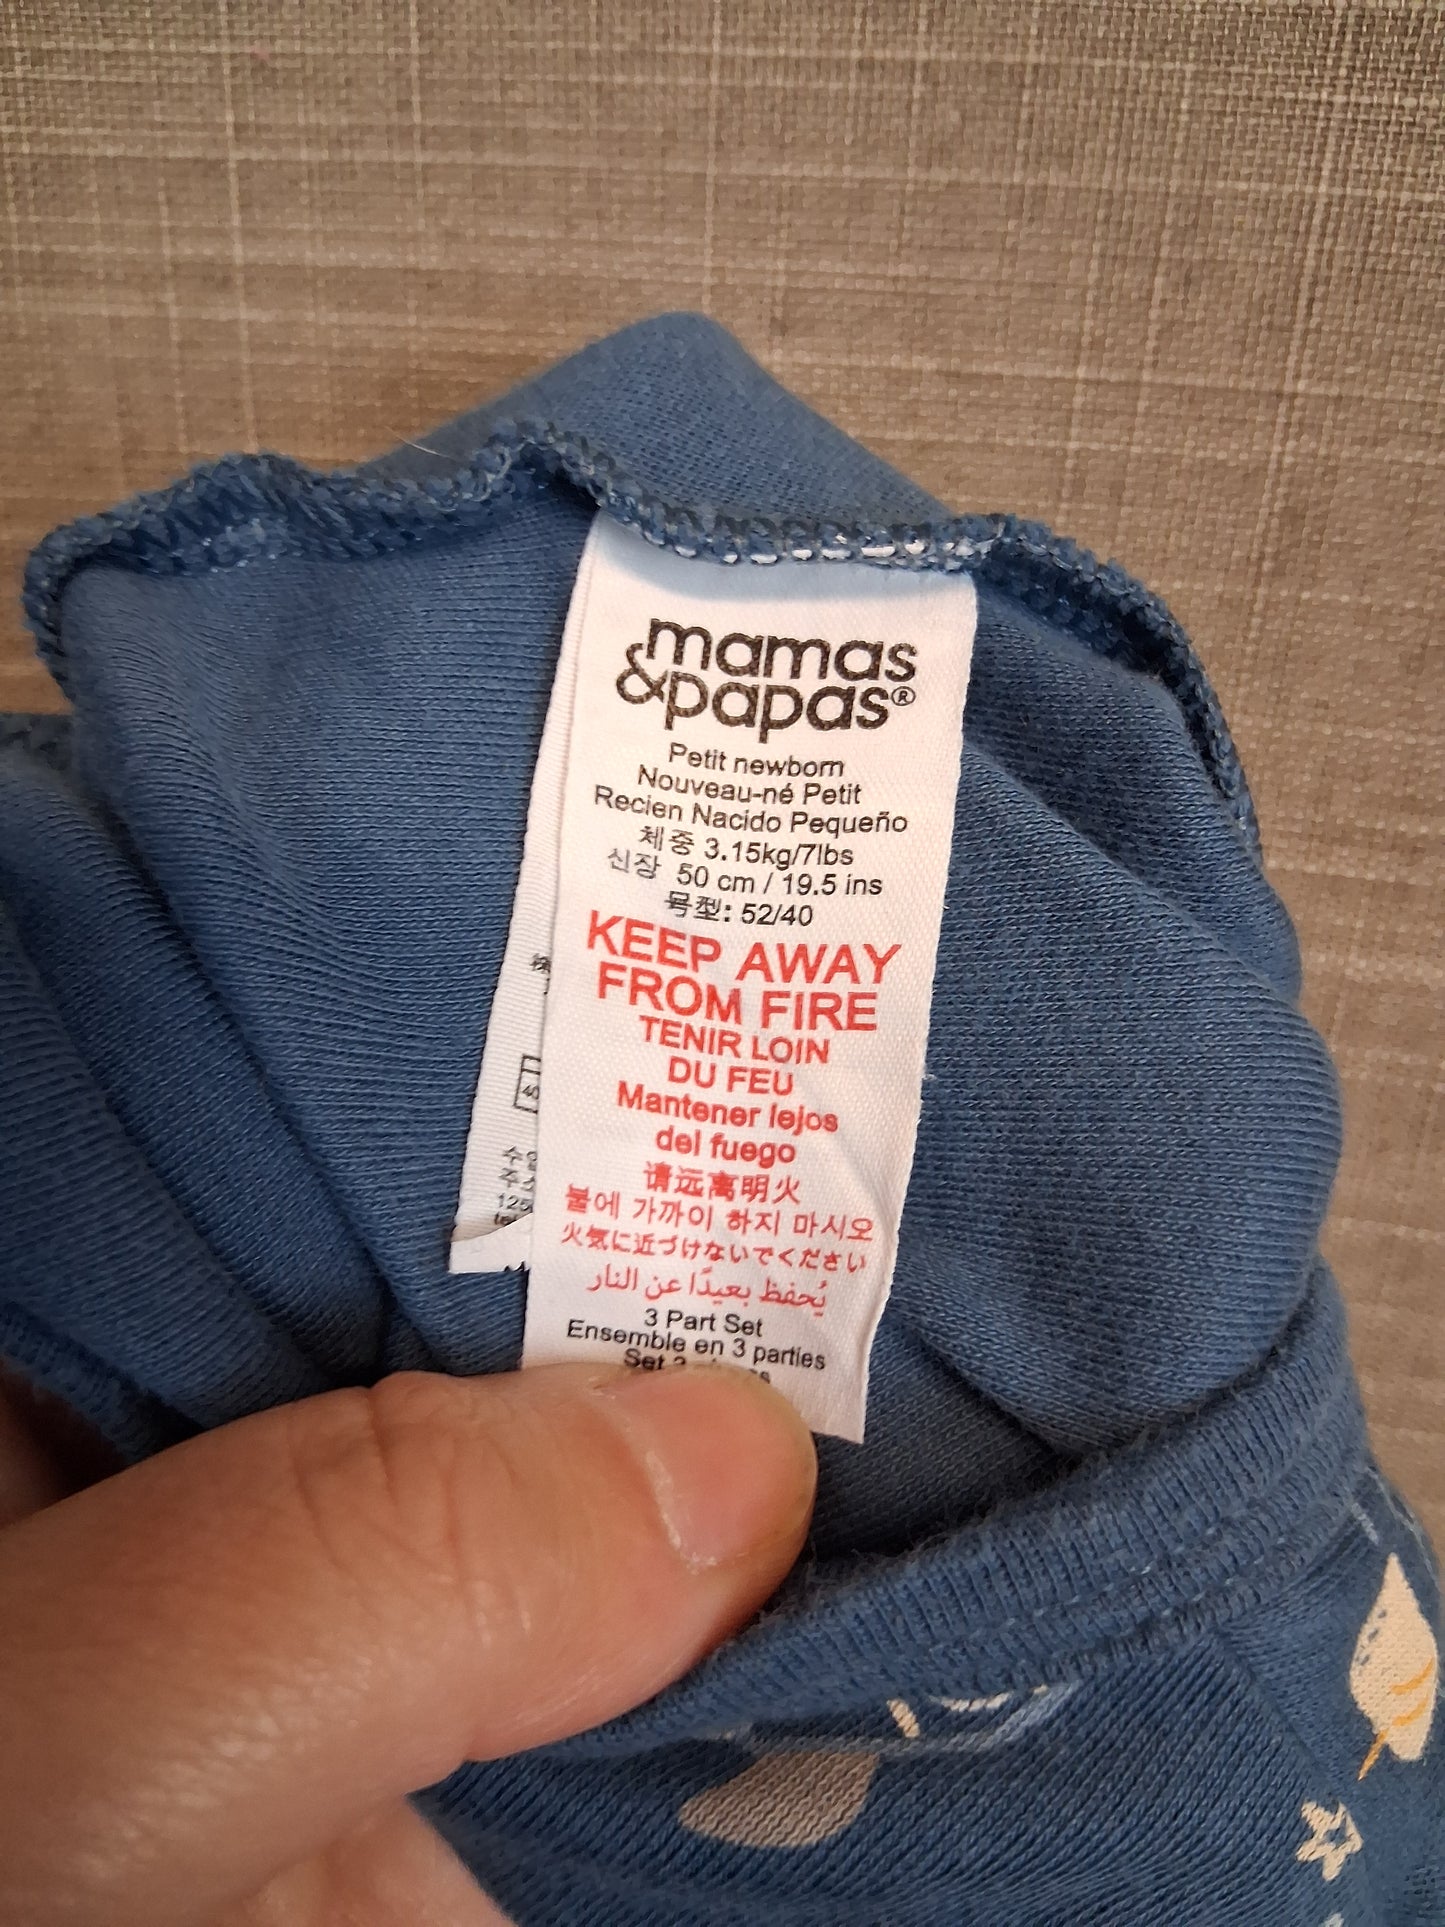 mamas
&papas®
Petit newborn
Nouveau-né Petit
Recien Nacido Pequeño
체중 3.15kg/7lbs
신장 50 cm / 19.5 ins
号型: 52/40
KEEP AWAY
FROM FIRE
TENIR LOIN
DU FEU
Mantener lejos
del fuego
请远离明火
불에 가까이 하지 마시오
火気に近づけないでください
يُحفظ بعيدًا عن النار
3 Part Set
Ensemble en 3 parties
Set